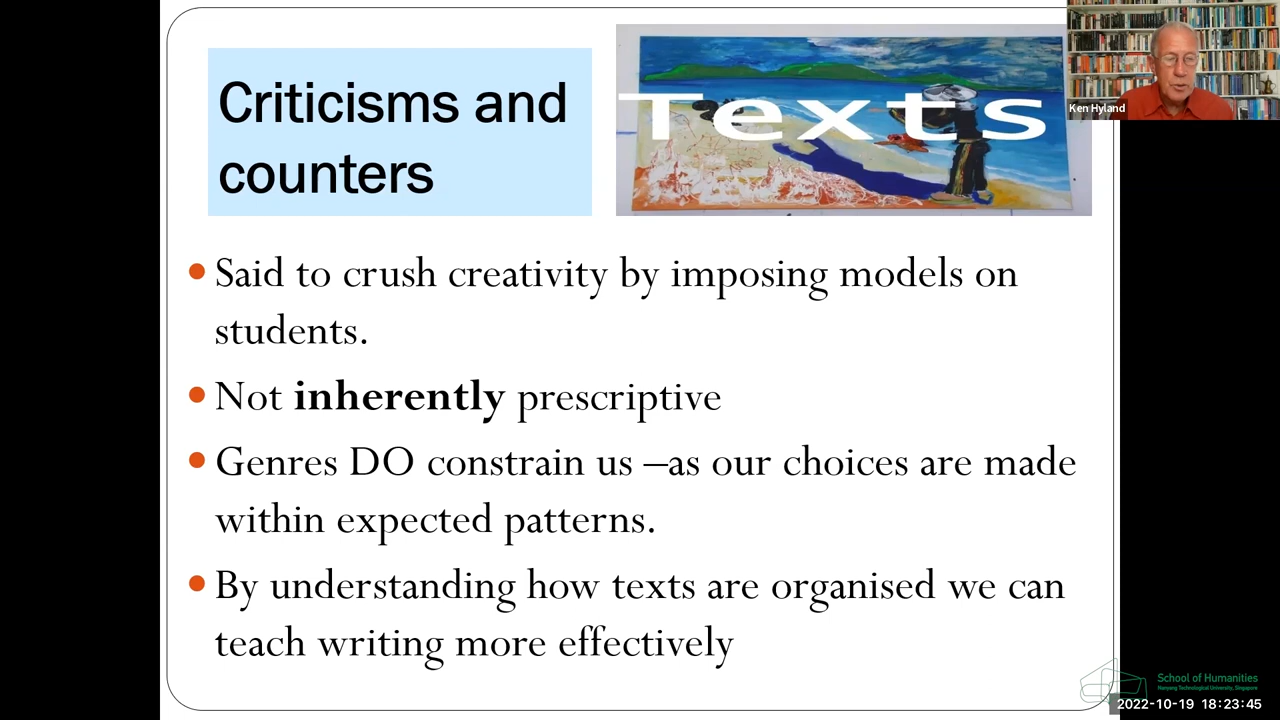 Criticisms and
counters
Texts
Ken Hyland
• Said to crush creativity by imposing models on
students.
• Not inherently prescriptive
• Genres DO constrain us –as our choices are made
within expected patterns.
• By understanding how texts are organised we can
teach writing more effectively
School of Humanities
Nanyang Technological University, Singapore
2022-10-19 18:23:45